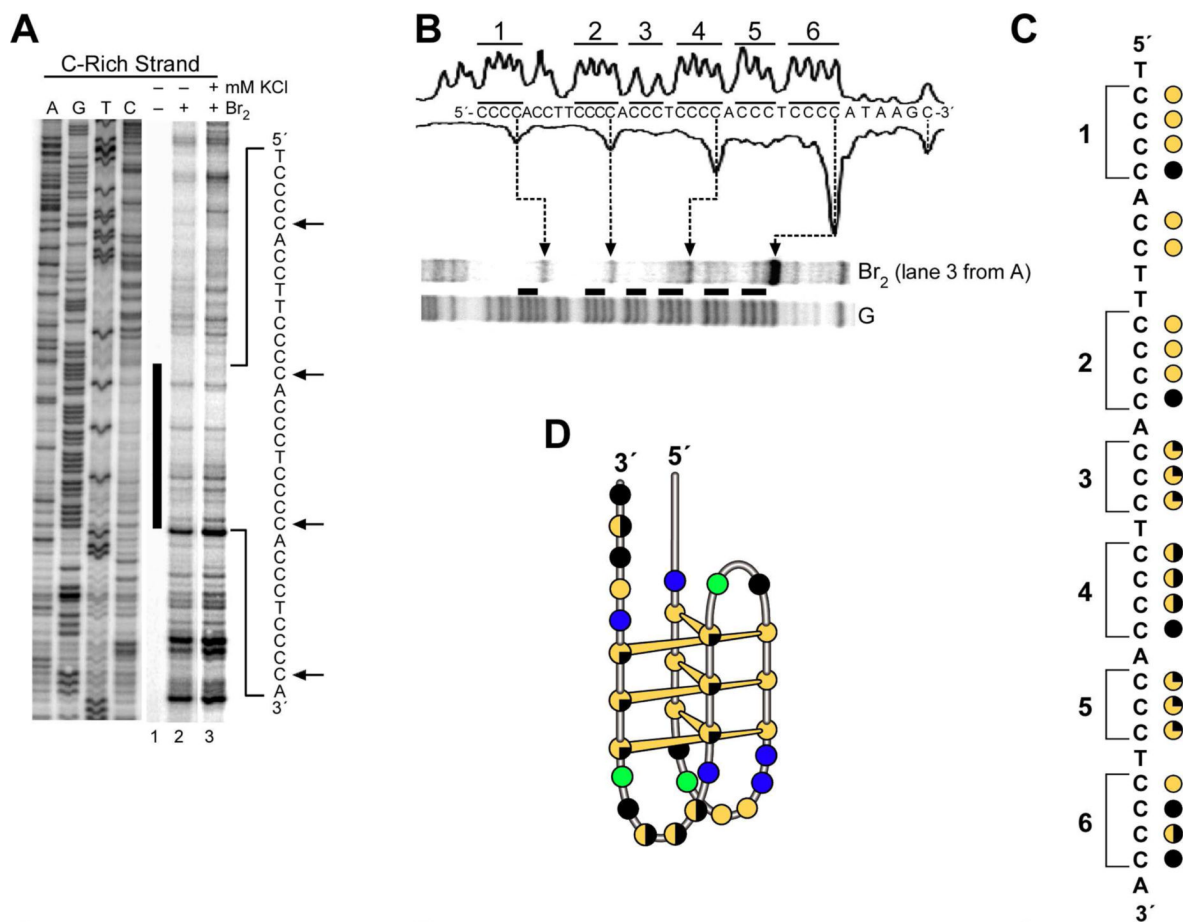 A
C-Rich Strand
A G T C
– – + mM KCl
– + + Br2
5´
T
C
C
C
C
A
C
C
T
T
C
C
C
C
A
C
C
C
T
C
C
C
C
A
C
C
C
T
C
C
C
C
A
3´
1 2 3
B
1 2 3 4 5 6
5´-CCCCACCTTCCCCACCCTCCCCACCCTCCCCATAAGC-3´
Br2 (lane 3 from A)
G
C
5´
T
1
C
C
C
C
A
C
C
T
T
2
C
C
C
C
A
3
C
C
C
T
4
C
C
C
C
A
5
C
C
C
T
6
C
C
C
C
A
3´
D
3´ 5´